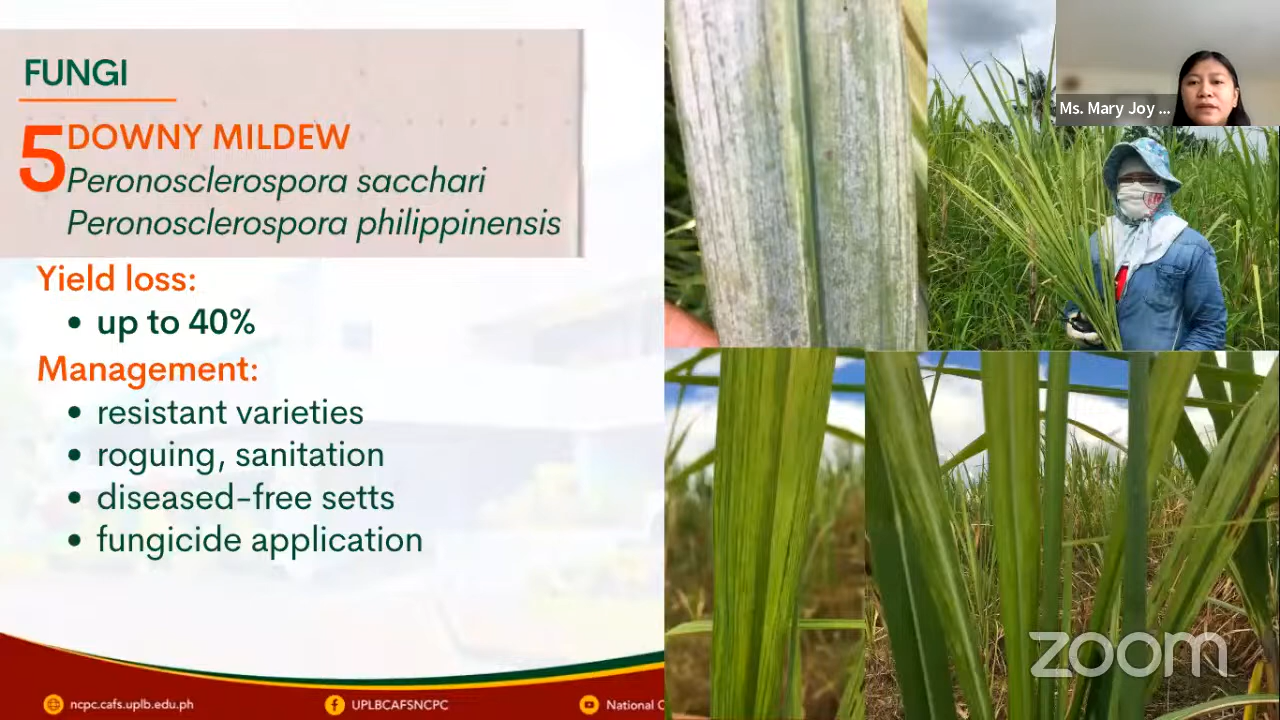 FUNGI
5
DOWNY MILDEW
Peronosclerospora sacchari
Peronosclerospora philippinensis
Yield loss:
• up to 40%
Management:
• resistant varieties
• roguing, sanitation
• diseased-free setts
• fungicide application
ncpc.cafs.uplb.edu.ph
UPLBCAFSNCPC
National C
Ms. Mary Joy ...
zoom